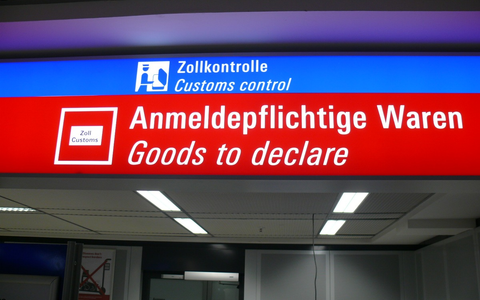 Zollkontrolle
Customs control
Anmeldepflichtige Waren
Goods to declare
Zoll
Customs